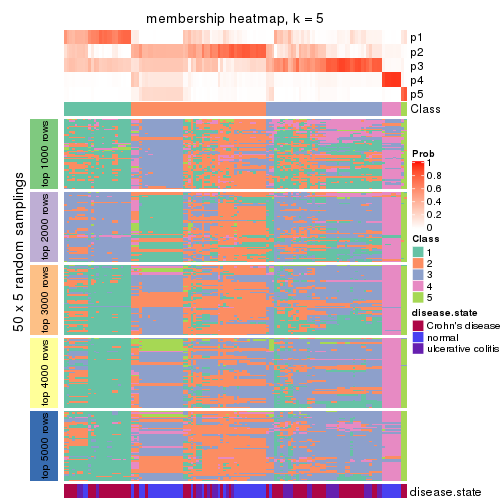 membership heatmap, k = 5
p1
p2
p3
p4
p5
Class
50 x 5 random samplings
top 1000 rows
top 2000 rows
top 3000 rows
top 4000 rows
top 5000 rows
Prob
1
0.8
0.6
0.4
0.2
0
Class
1
2
3
4
5
disease.state
Crohn's disease
normal
ulcerative colitis
disease.state